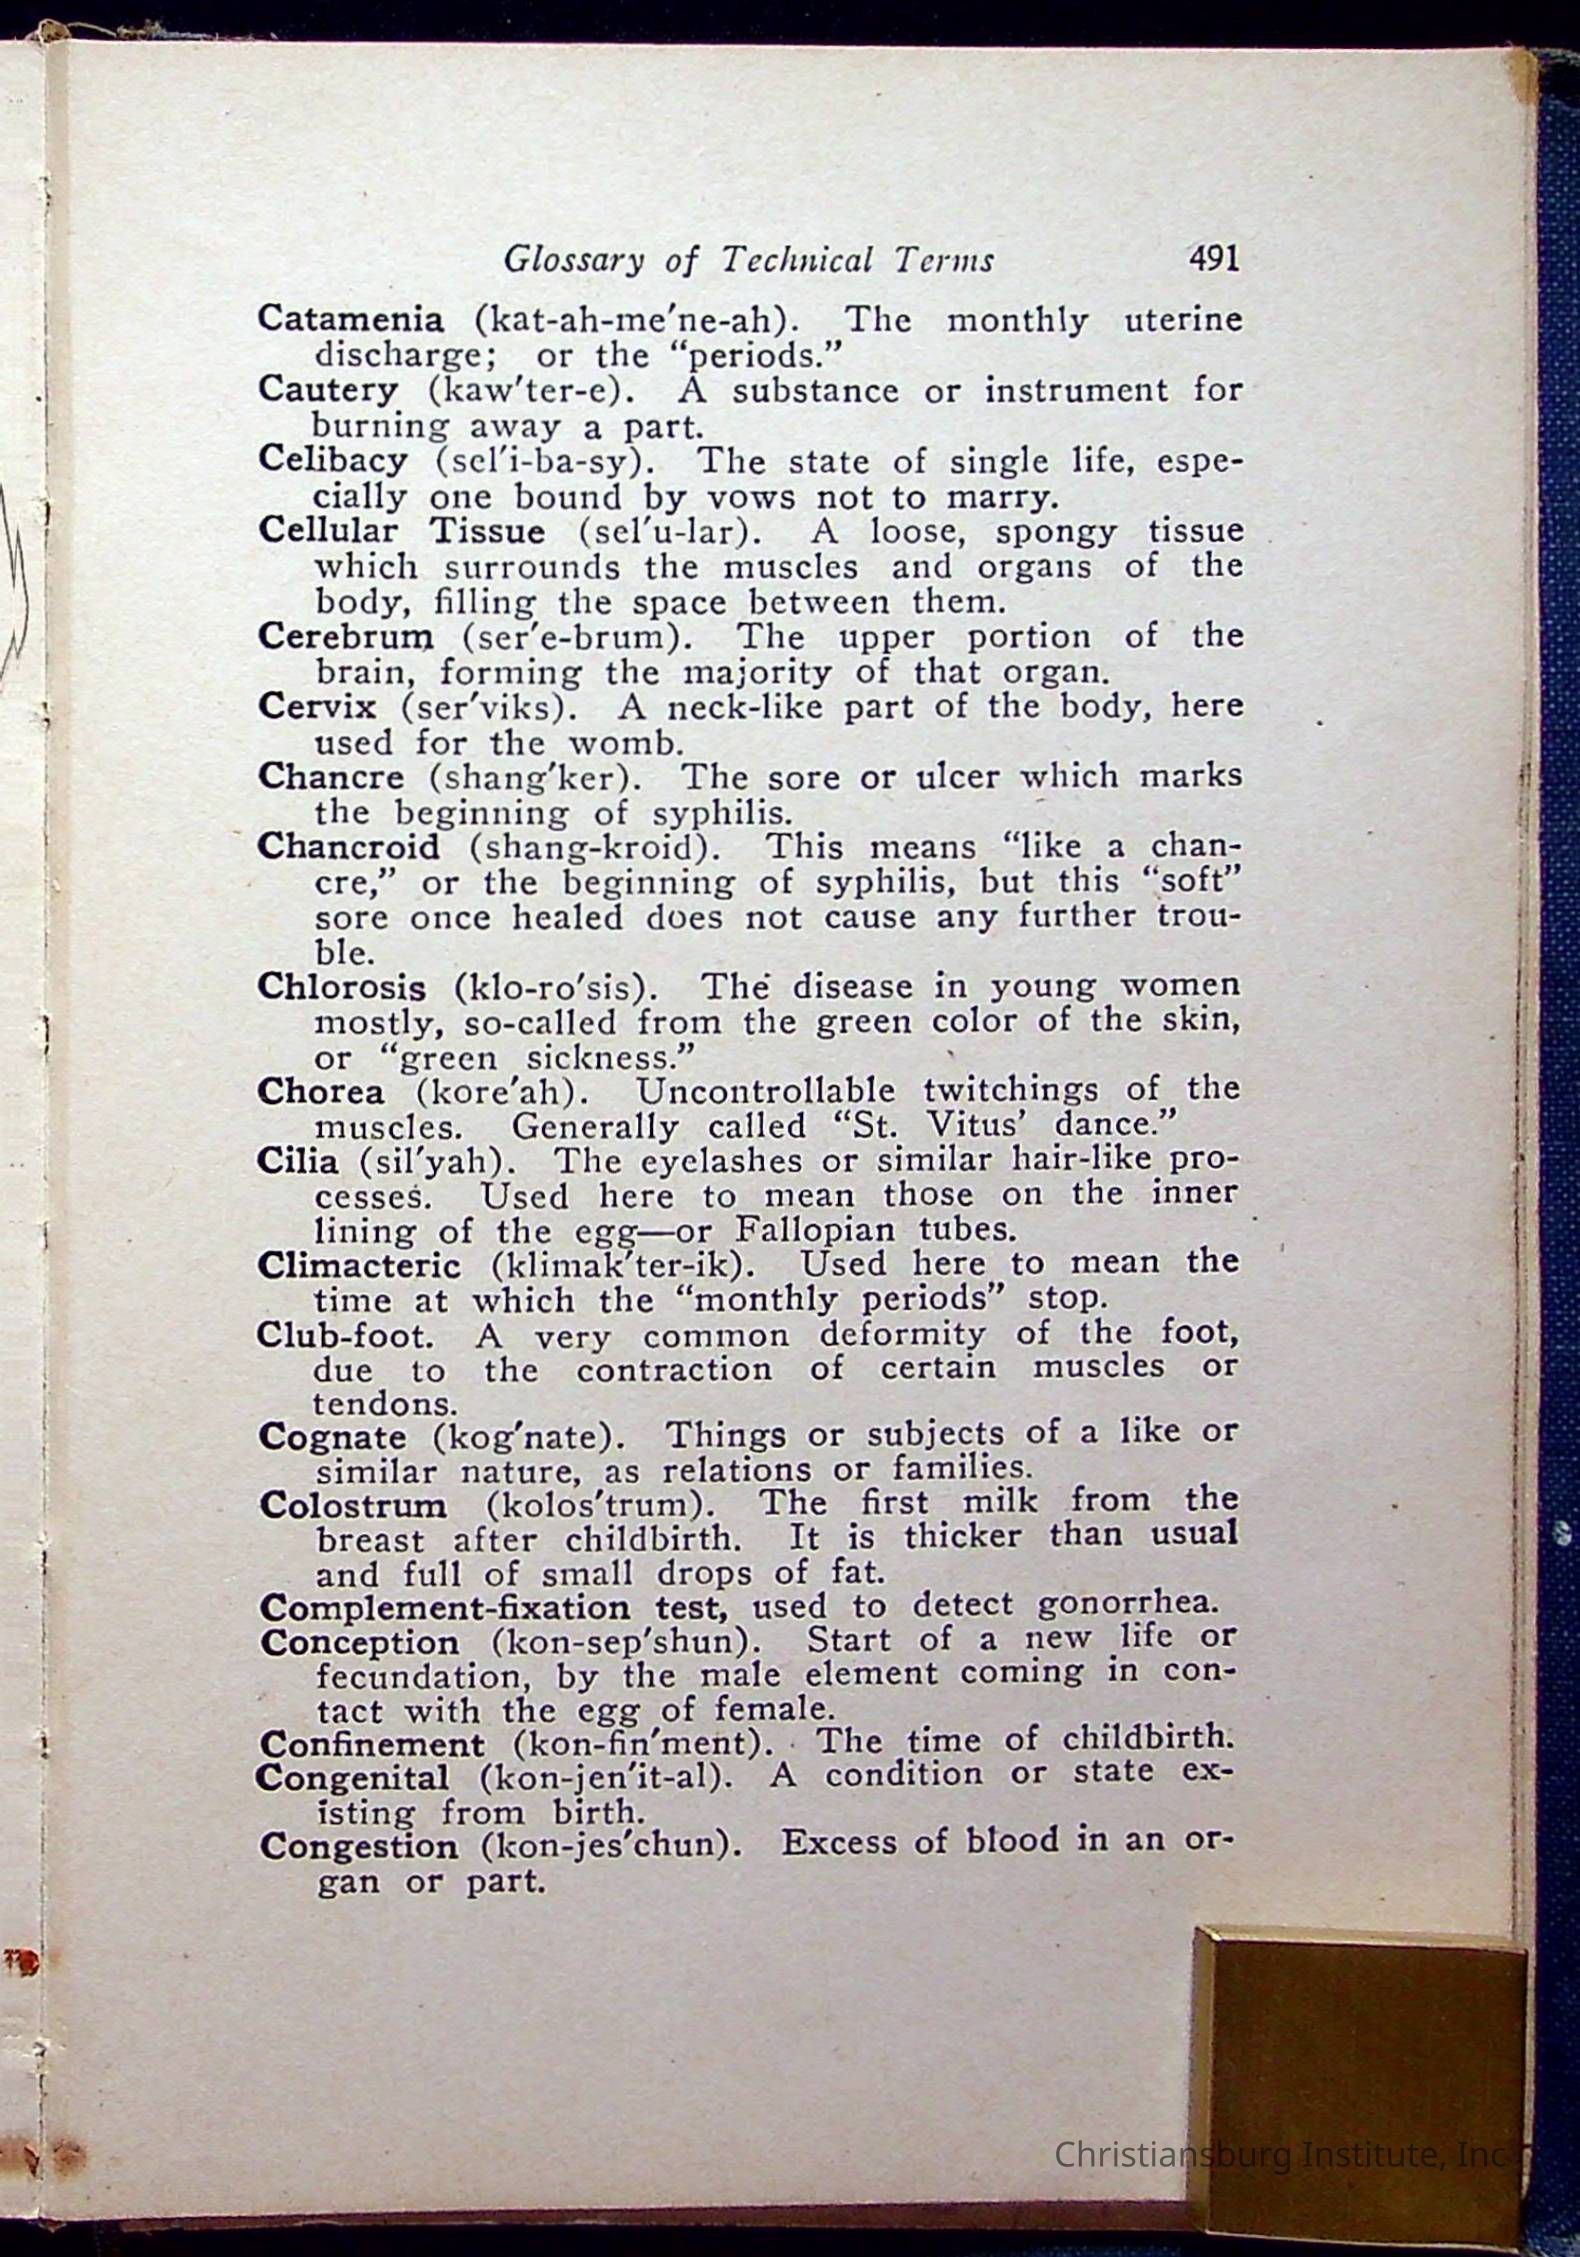 Glossary of Technical Terms 491
Catamenia (kat-ah-me′ne-ah). The monthly uterine
discharge; or the “periods.”
Cautery (kaw′ter-e). A substance or instrument for
burning away a part.
Celibacy (sel′i-ba-sy). The state of single life, espe-
cially one bound by vows not to marry.
Cellular Tissue (sel′u-lar). A loose, spongy tissue
which surrounds the muscles and organs of the
body, filling the space between them.
Cerebrum (ser′e-brum). The upper portion of the
brain, forming the majority of that organ.
Cervix (ser′viks). A neck-like part of the body, here
used for the womb.
Chancre (shang′ker). The sore or ulcer which marks
the beginning of syphilis.
Chancroid (shang-kroid). This means “like a chan-
cre,” or the beginning of syphilis, but this “soft”
sore once healed does not cause any further trou-
ble.
Chlorosis (klo-ro′sis). The disease in young women
mostly, so-called from the green color of the skin,
or “green sickness.”
Chorea (kore′ah). Uncontrollable twitchings of the
muscles. Generally called “St. Vitus’ dance.”
Cilia (sil′yah). The eyelashes or similar hair-like pro-
cesses. Used here to mean those on the inner
lining of the egg—or Fallopian tubes.
Climacteric (klimak′ter-ik). Used here to mean the
time at which the “monthly periods” stop.
Club-foot. A very common deformity of the foot,
due to the contraction of certain muscles or
tendons.
Cognate (kog′nate). Things or subjects of a like or
similar nature, as relations or families.
Colostrum (kolos′trum). The first milk from the
breast after childbirth. It is thicker than usual
and full of small drops of fat.
Complement-fixation test, used to detect gonorrhea.
Conception (kon-sep′shun). Start of a new life or
fecundation, by the male element coming in con-
tact with the egg of female.
Confinement (kon-fin′ment). The time of childbirth.
Congenital (kon-jen′it-al). A condition or state ex-
isting from birth.
Congestion (kon-jes′chun). Excess of blood in an or-
gan or part.
Christiansburg Institute, Inc